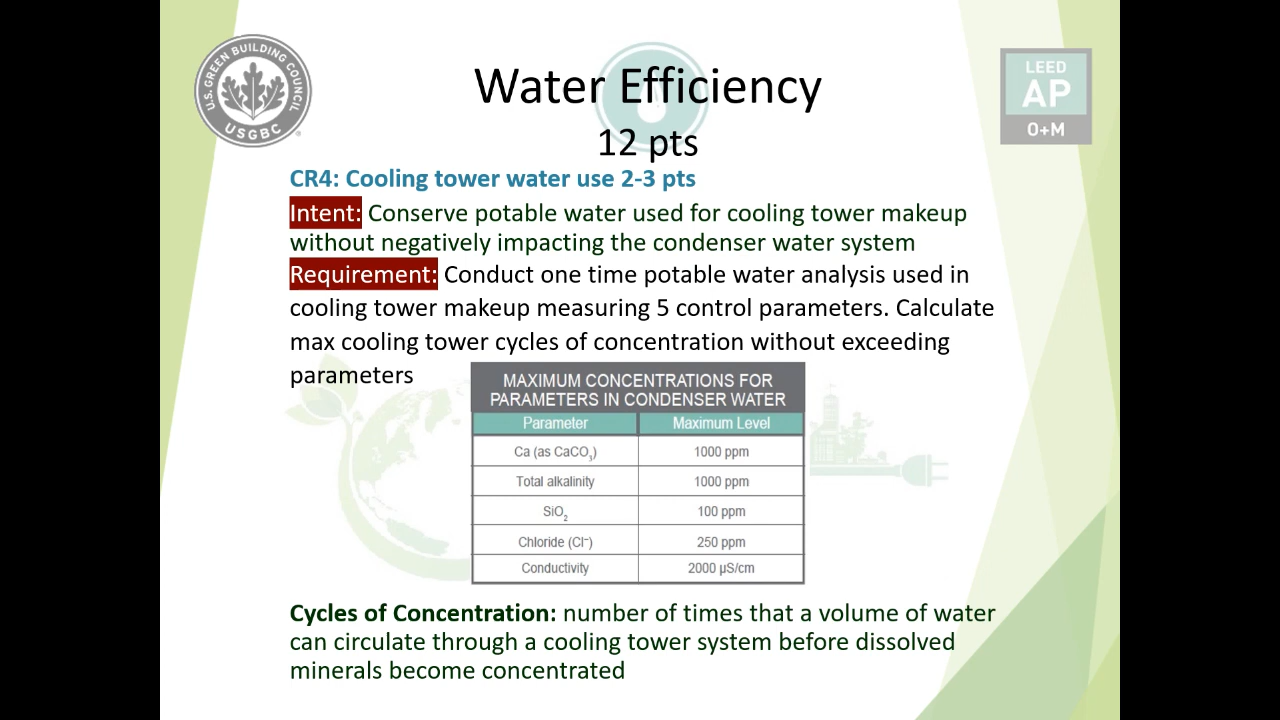 U.S. GREEN BUILDING COUNCIL
USGBC
LEED
AP
O+M
Water Efficiency
12 pts
CR4: Cooling tower water use 2-3 pts
Intent: Conserve potable water used for cooling tower makeup
without negatively impacting the condenser water system
Requirement: Conduct one time potable water analysis used in
cooling tower makeup measuring 5 control parameters. Calculate
max cooling tower cycles of concentration without exceeding
parameters
MAXIMUM CONCENTRATIONS FOR
PARAMETERS IN CONDENSER WATER
Parameter Maximum Level
Ca (as CaCO₃) 1000 ppm
Total alkalinity 1000 ppm
SiO₂ 100 ppm
Chloride (Cl⁻) 250 ppm
Conductivity 2000 µS/cm
Cycles of Concentration: number of times that a volume of water
can circulate through a cooling tower system before dissolved
minerals become concentrated